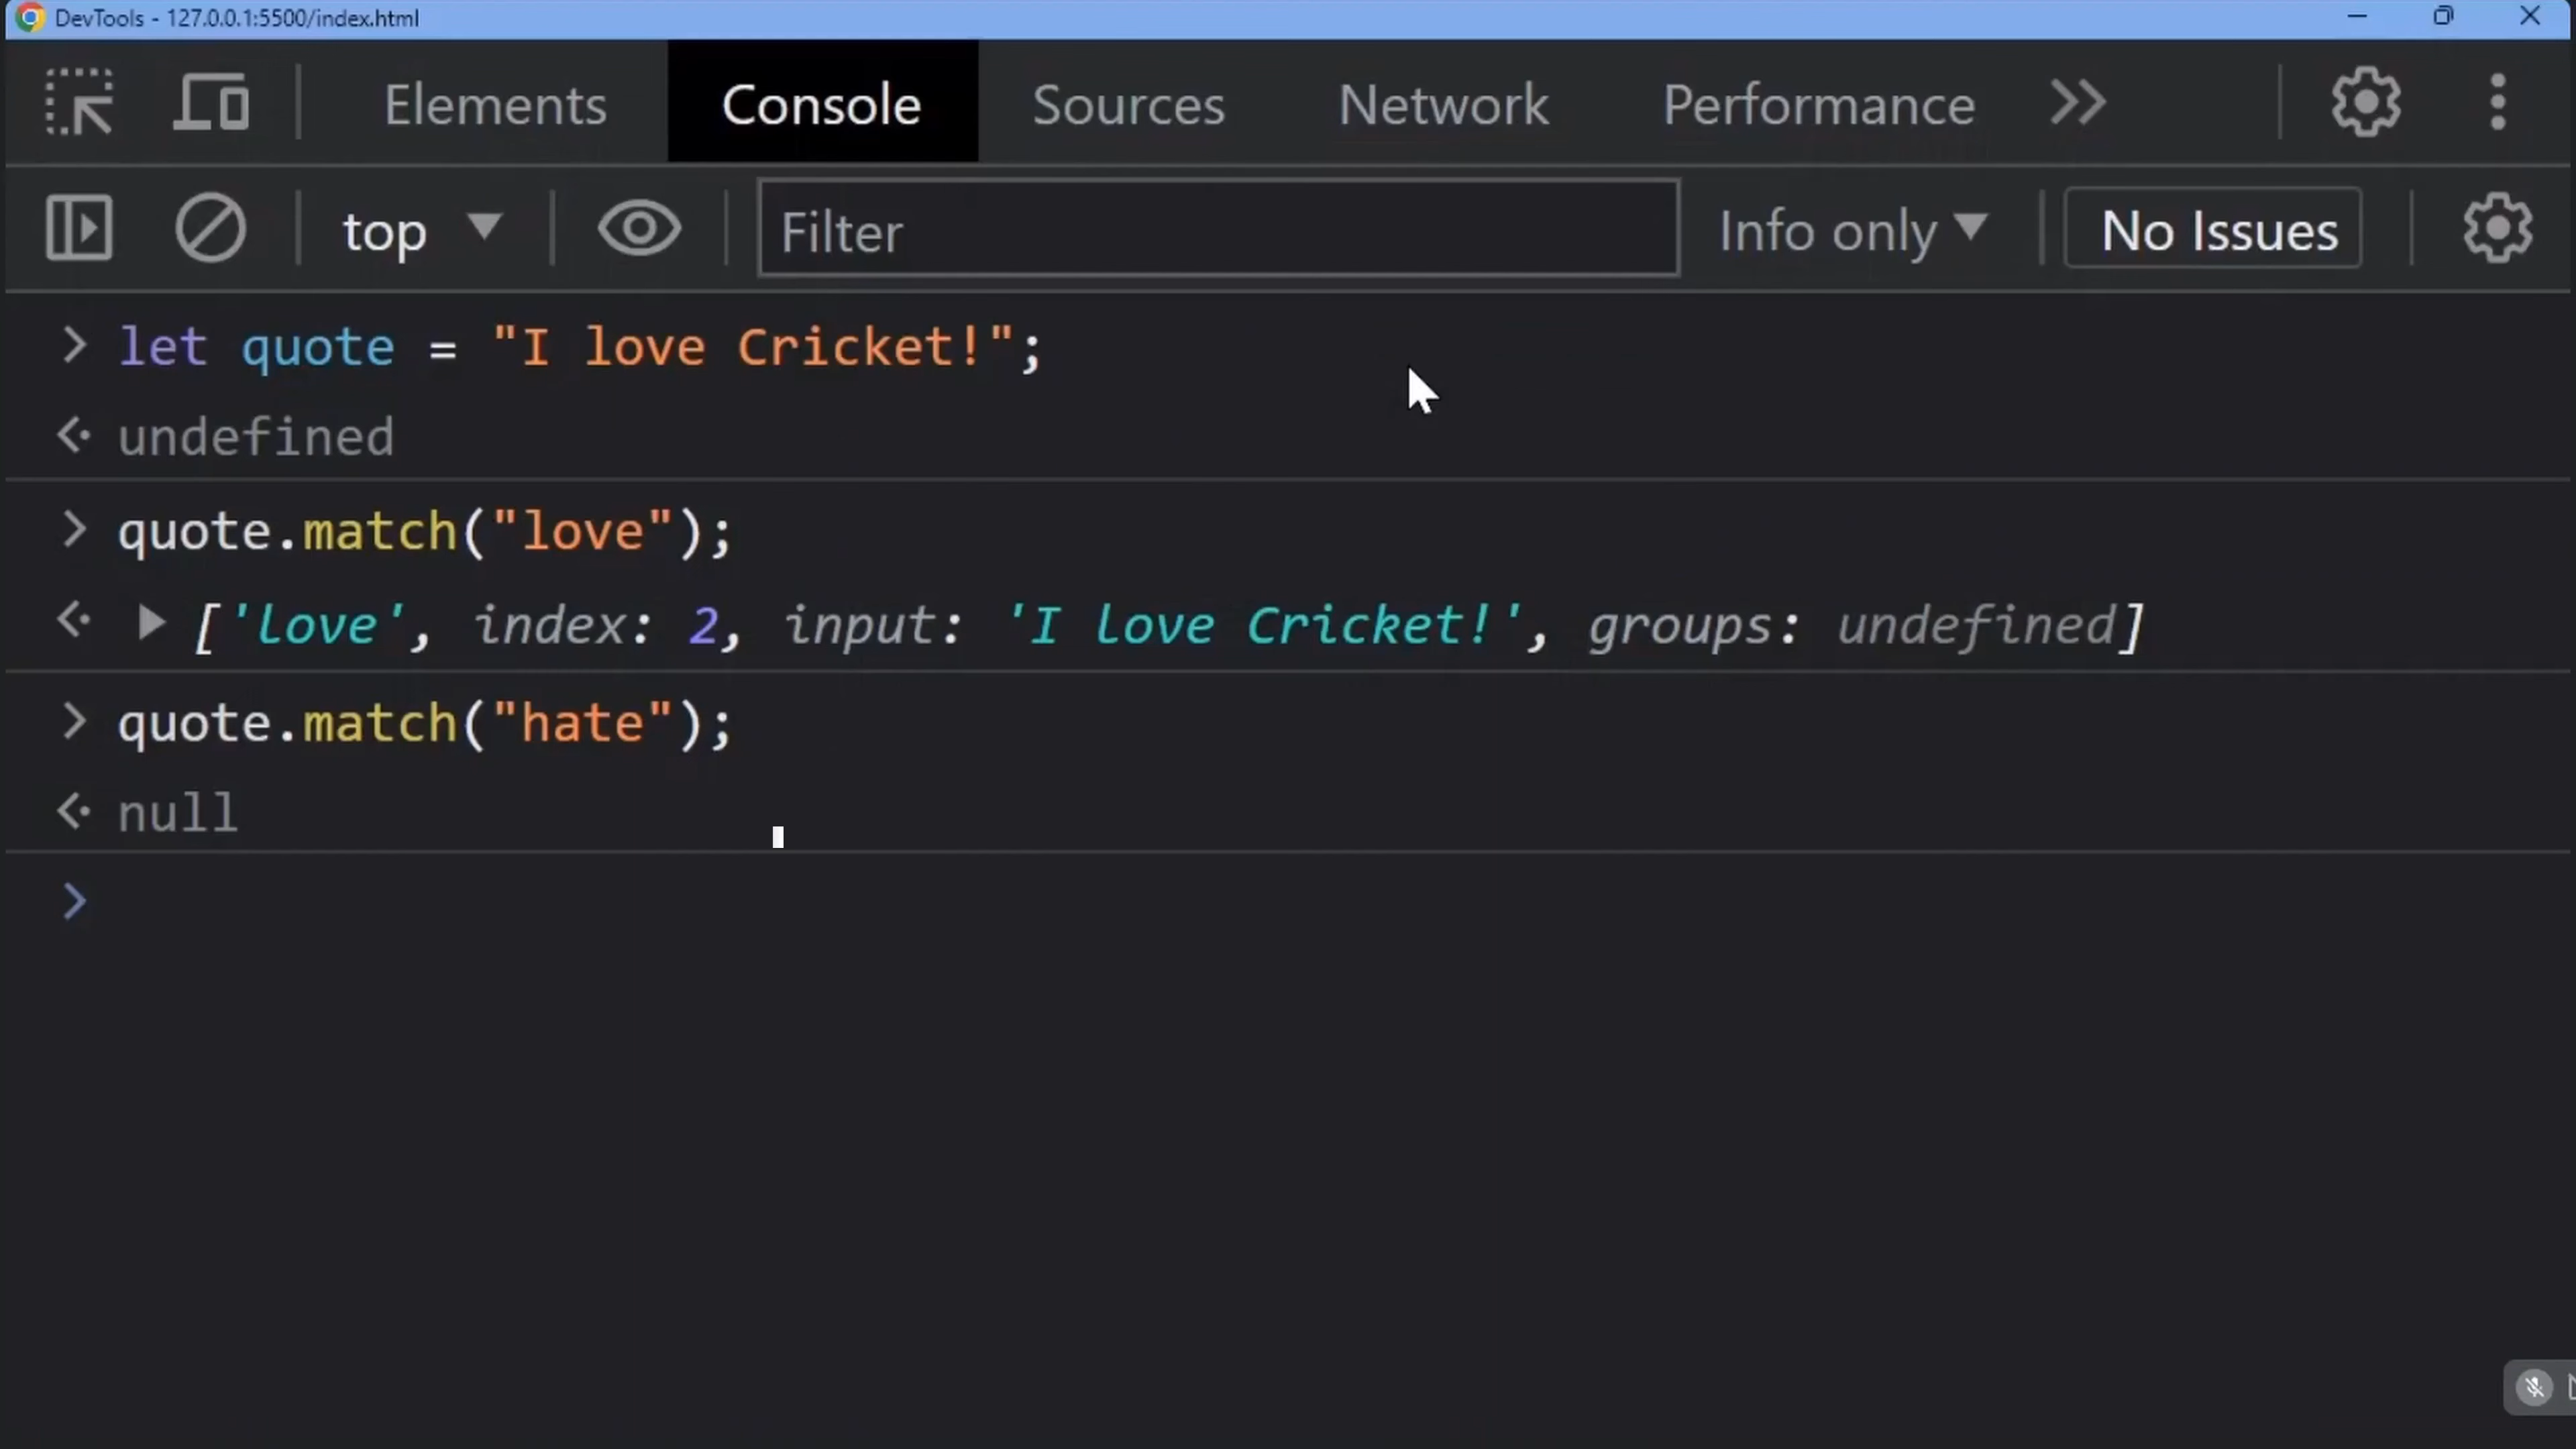 DevTools - 127.0.0.1:5500/index.html
Elements Console Sources Network Performance
top Filter Info only No Issues
let quote = "I love Cricket!";
undefined
quote.match("love");
['love', index: 2, input: 'I love Cricket!', groups: undefined]
quote.match("hate");
null